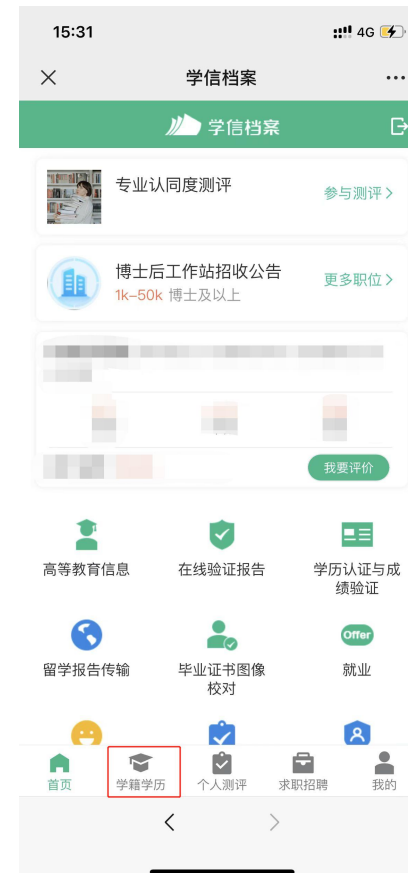 15:31
4G
学信档案
学信档案
专业认同度测评
参与测评
博士后工作站招收公告
1k–50k 博士及以上
更多职位
我要评价
高等教育信息
在线验证报告
学历认证与成
绩验证
留学报告传输
毕业证书图像
校对
Offer
就业
首页
学籍学历
个人测评
求职招聘
我的